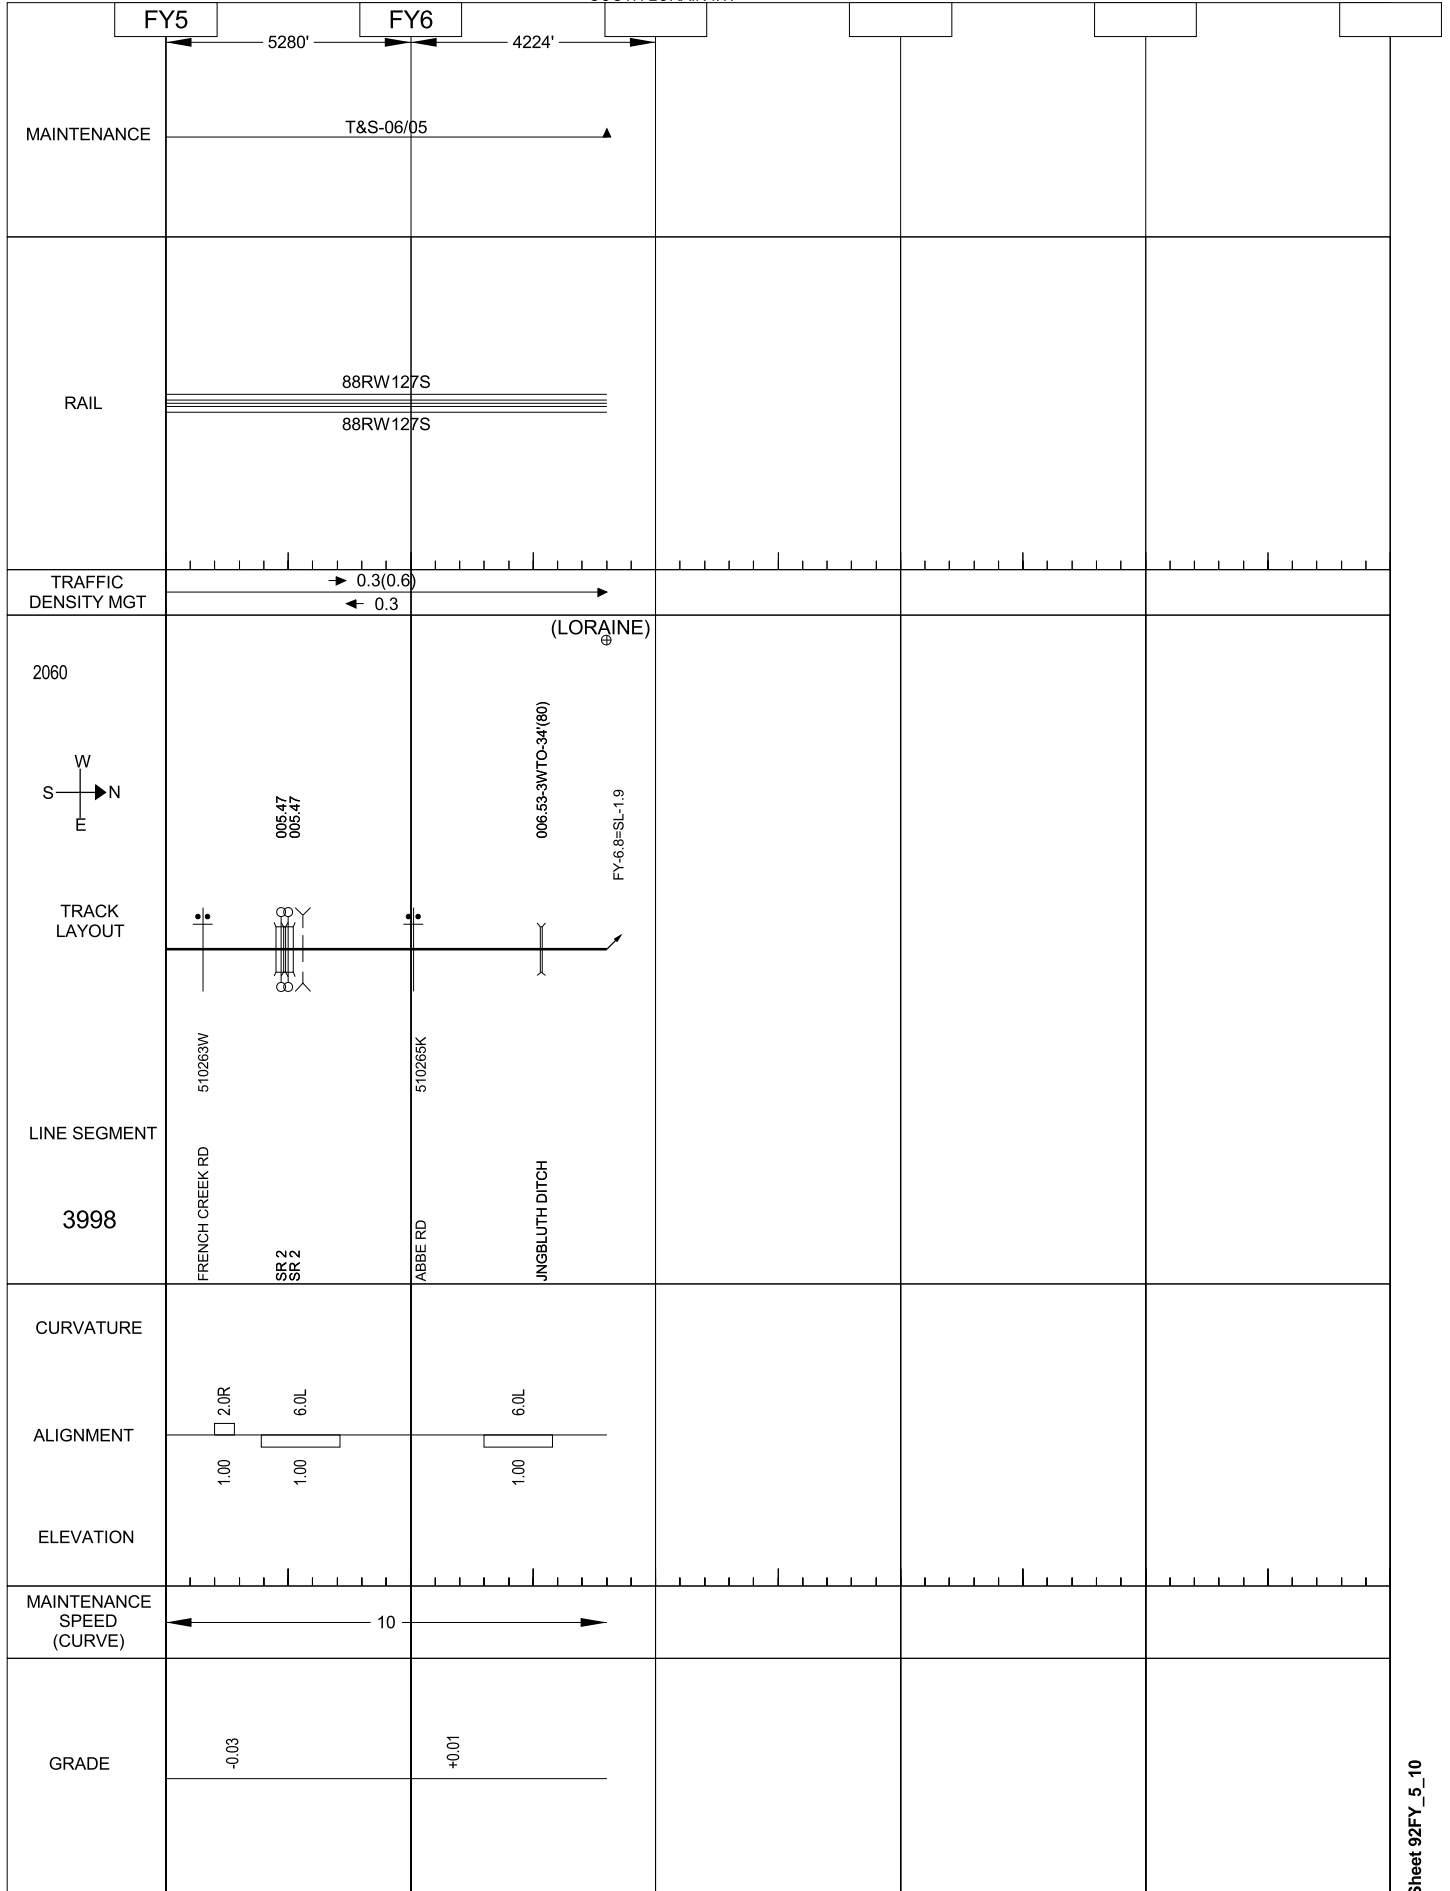 FY5
FY6
5280'
4224'
MAINTENANCE
T&S-06/05
RAIL
88RW127S
88RW127S
TRAFFIC
DENSITY MGT
0.3(0.6)
0.3
(LORAINE)
2060
W
S
N
E
005.47
005.47
006.53-3WTO-34'(80)
FY-6.8=SL-1.9
TRACK
LAYOUT
510263W
510265K
LINE SEGMENT
3998
FRENCH CREEK RD
SR 2
SR 2
ABBE RD
JNGBLUTH DITCH
CURVATURE
2.0R
6.0L
6.0L
ALIGNMENT
1.00
1.00
1.00
ELEVATION
MAINTENANCE
SPEED
(CURVE)
10
GRADE
-0.03
+0.01
Sheet 92FY_5_10